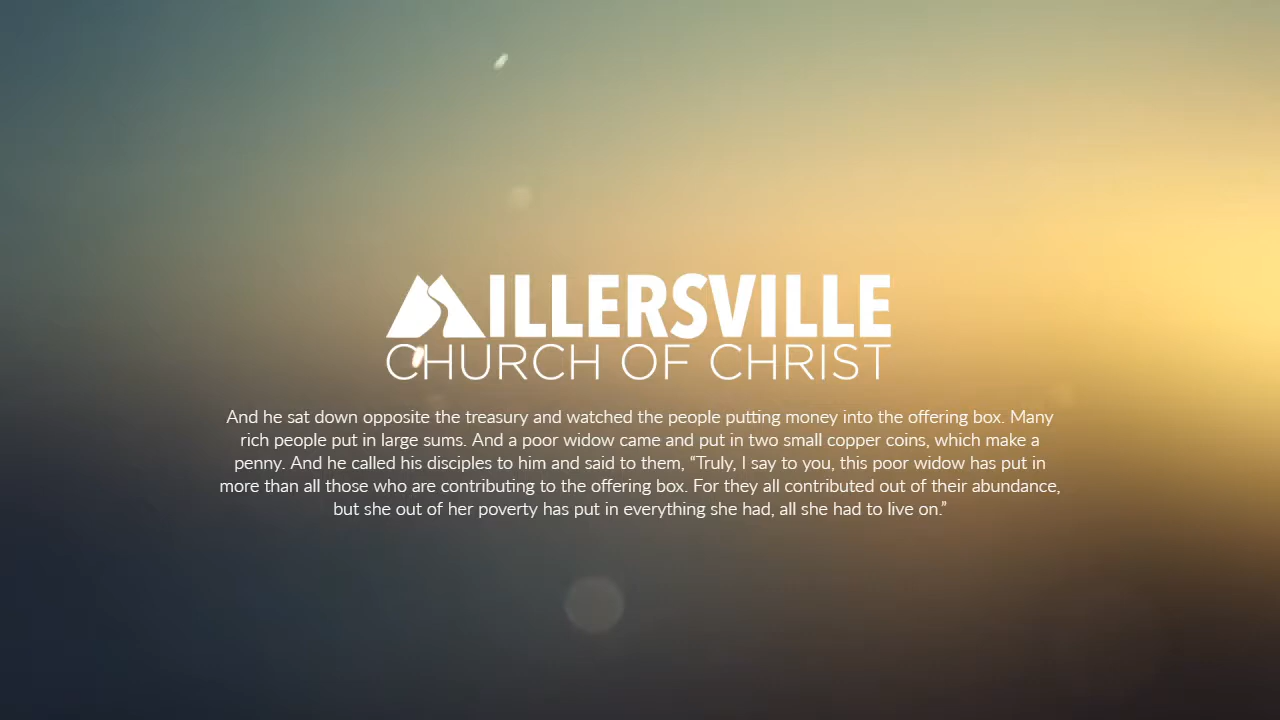 MILLERSVILLE
CHURCH OF CHRIST
And he sat down opposite the treasury and watched the people putting money into the offering box. Many
rich people put in large sums. And a poor widow came and put in two small copper coins, which make a
penny. And he called his disciples to him and said to them, “Truly, I say to you, this poor widow has put in
more than all those who are contributing to the offering box. For they all contributed out of their abundance,
but she out of her poverty has put in everything she had, all she had to live on.”